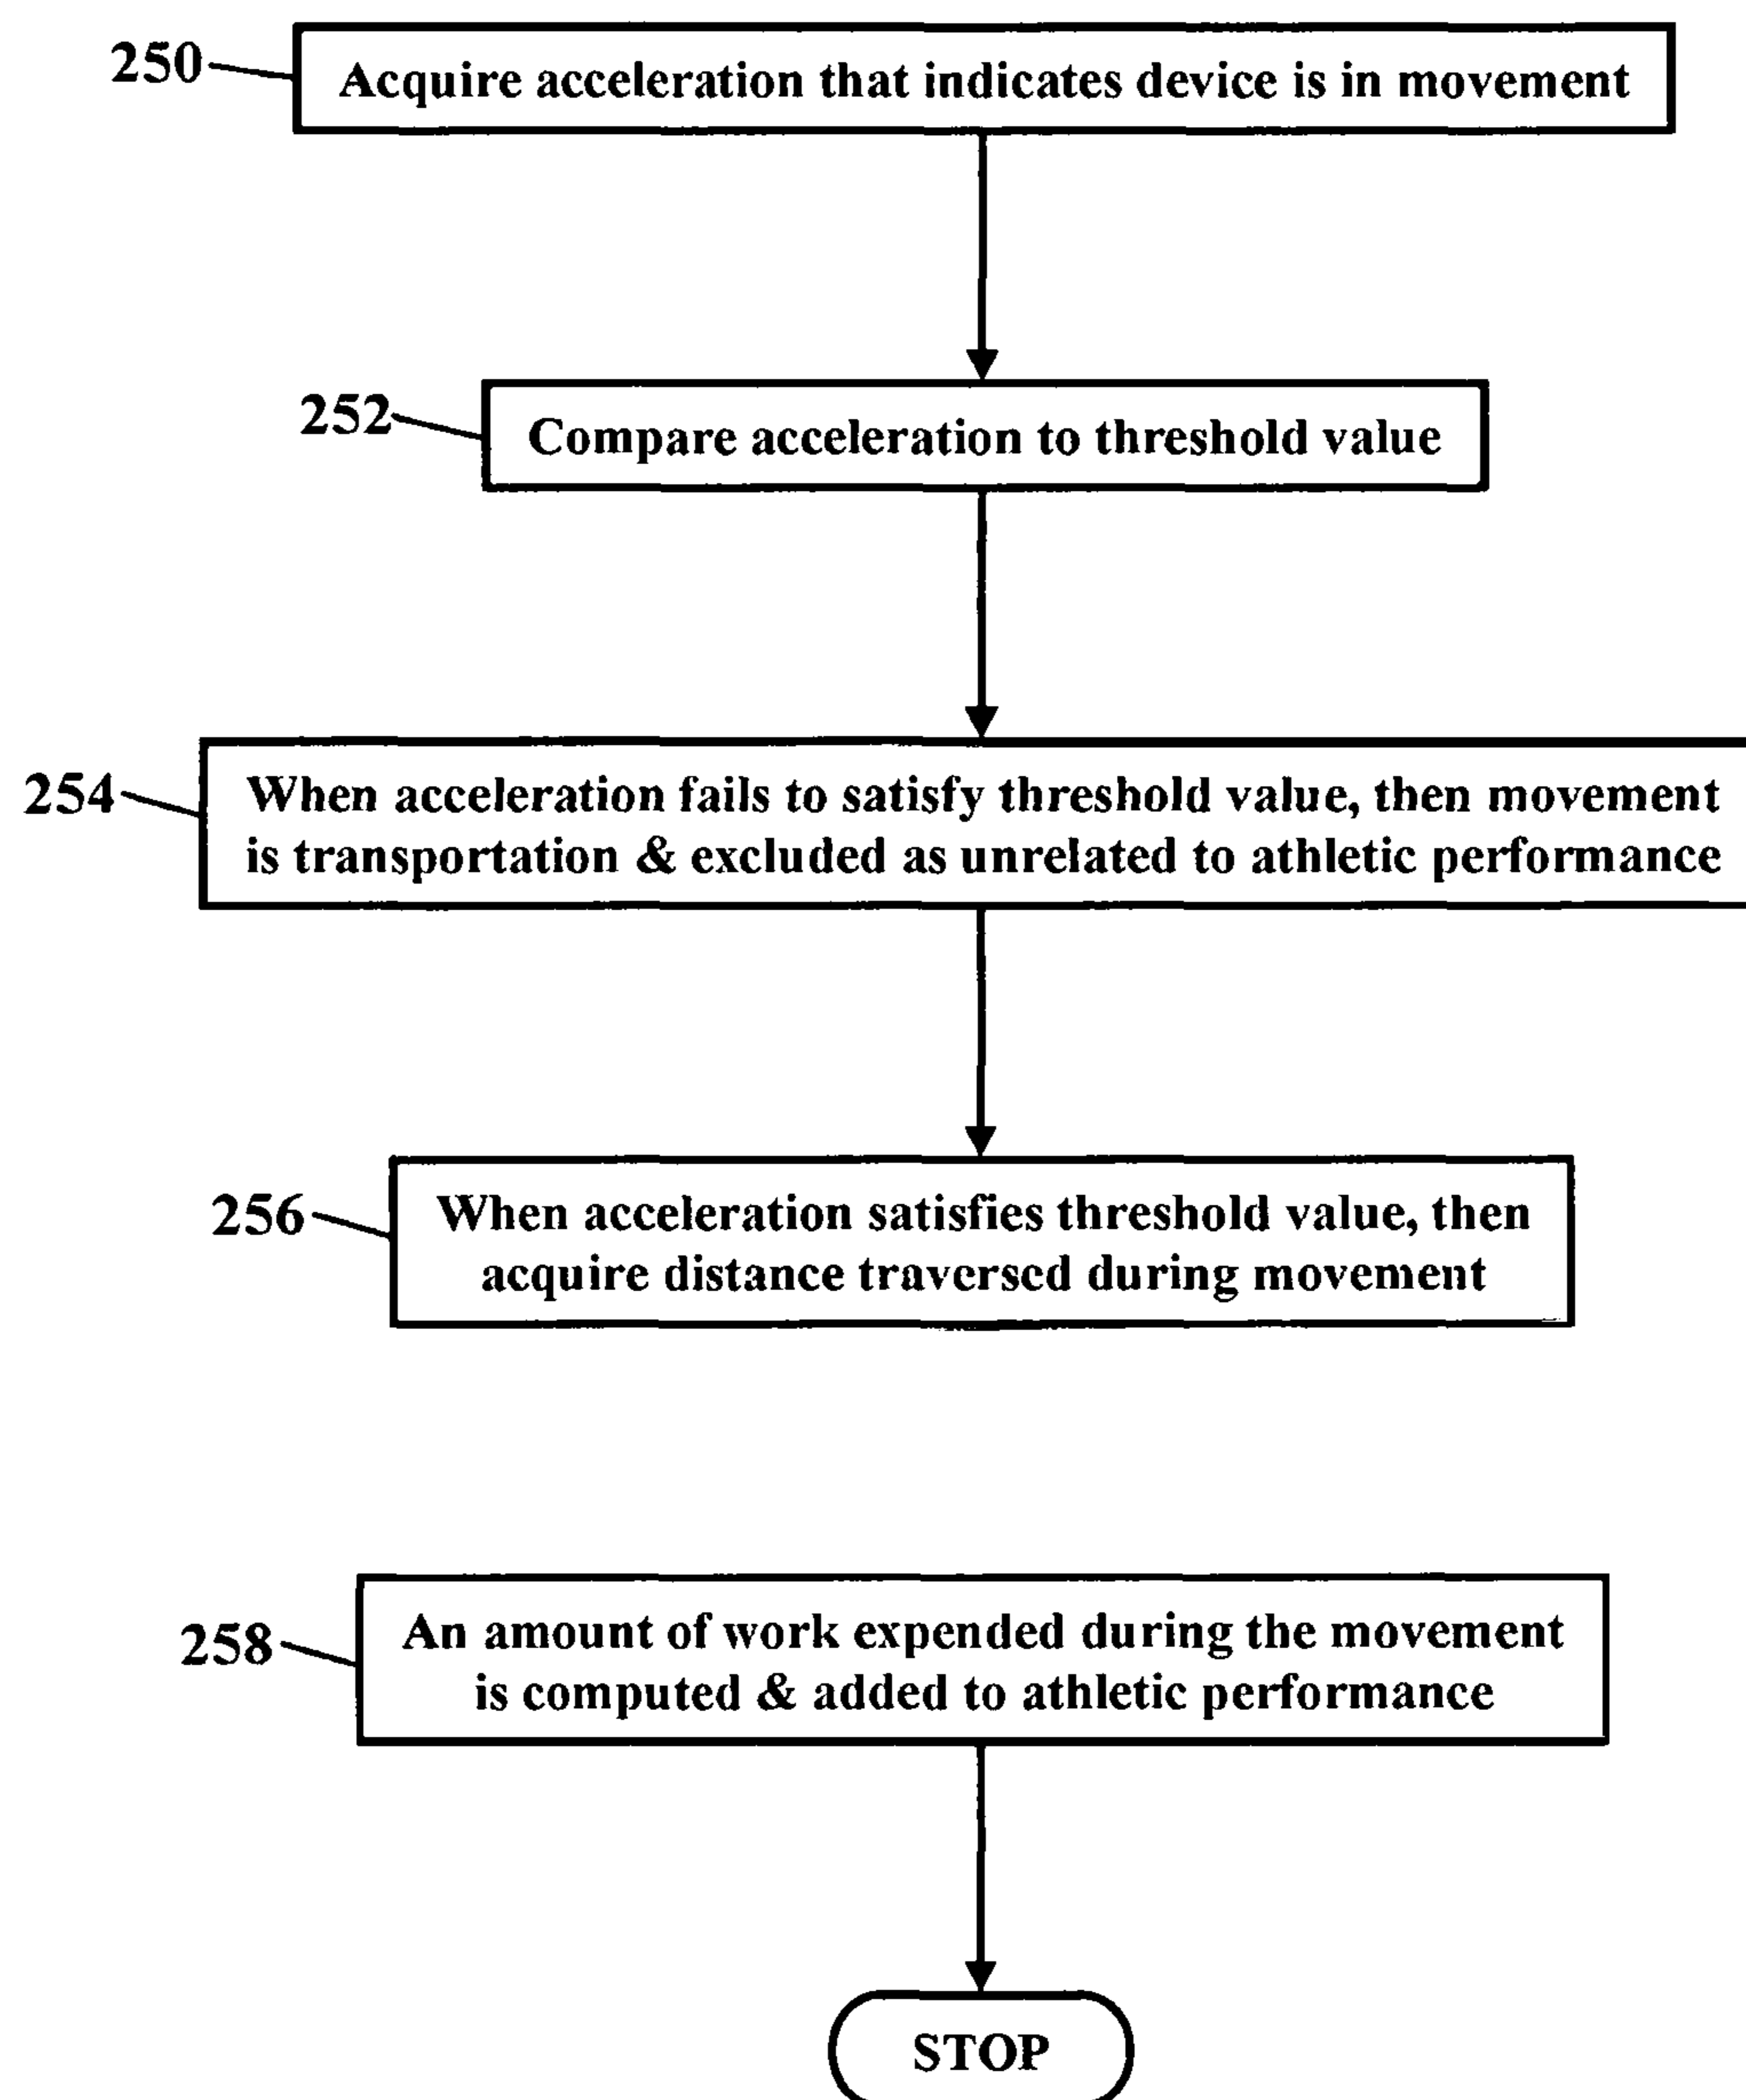 250
Acquire acceleration that indicates device is in movement
252
Compare acceleration to threshold value
254
When acceleration fails to satisfy threshold value, then movement
is transportation & excluded as unrelated to athletic performance
256
When acceleration satisfies threshold value, then
acquire distance traversed during movement
258
An amount of work expended during the movement
is computed & added to athletic performance
STOP